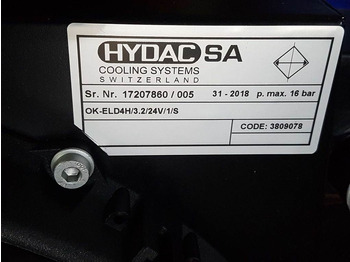 HYDAC SA
COOLING SYSTEMS
SWITZERLAND
Sr. Nr. 17207860 / 005 31 - 2018 p. max. 16 bar
OK-ELD4H/3.2/24V/1/S
CODE: 3809078